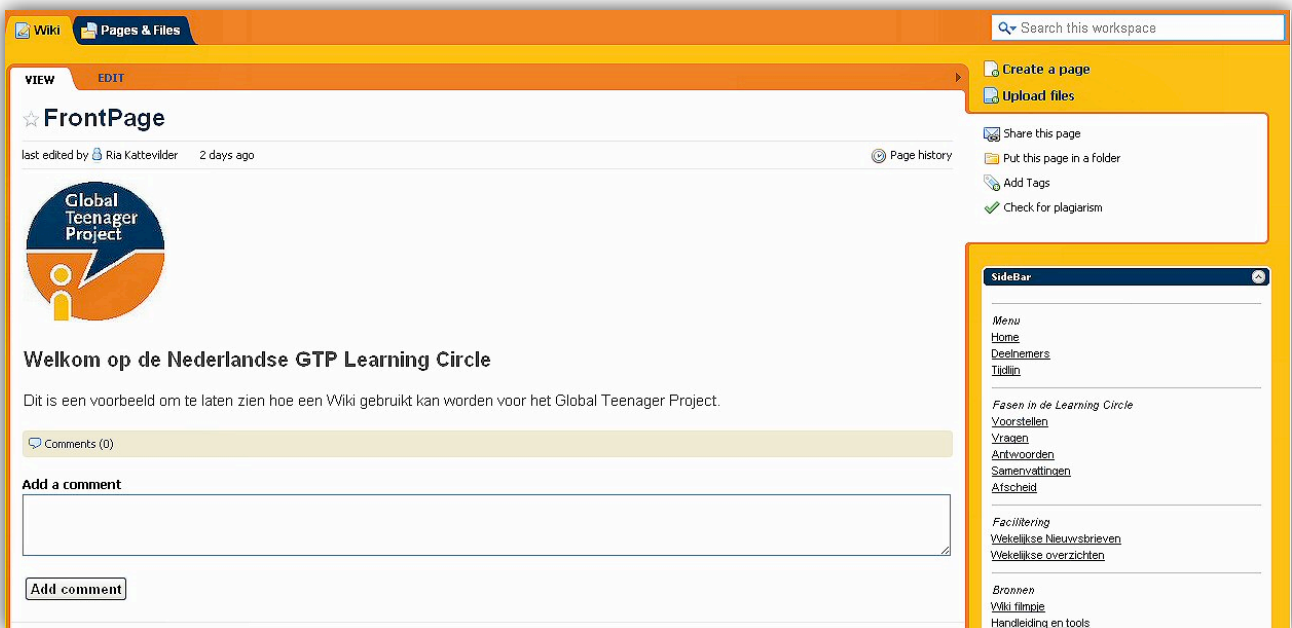 Wiki
Pages & Files
Search this workspace
VIEW
EDIT
FrontPage
last edited by Ria Kattevilder 2 days ago
Page history
Global
Teenager
Project
Welkom op de Nederlandse GTP Learning Circle
Dit is een voorbeeld om te laten zien hoe een Wiki gebruikt kan worden voor het Global Teenager Project.
Comments (0)
Add a comment
Add comment
Create a page
Upload files
Share this page
Put this page in a folder
Add Tags
Check for plagiarism
SideBar
Menu
Home
Deelnemers
Tijdlijn
Fasen in de Learning Circle
Voorstellen
Vragen
Antwoorden
Samenvattingen
Afscheid
Facilitering
Wekelijkse Nieuwsbrieven
Wekelijkse overzichten
Bronnen
Wiki filmpje
Handleiding en tools